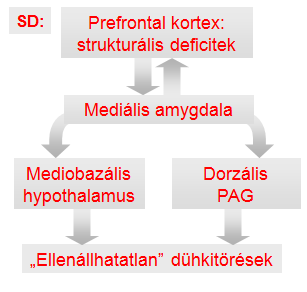 SD:
Prefrontal kortex:
strukturális deficitek
Mediális amygdala
Mediobazális
hypothalamus
Dorzális
PAG
„Ellenállhatatlan” dühkitörések